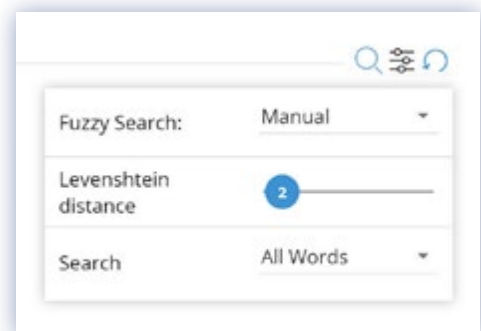 Fuzzy Search: Manual
Levenshtein
distance
2
Search All Words